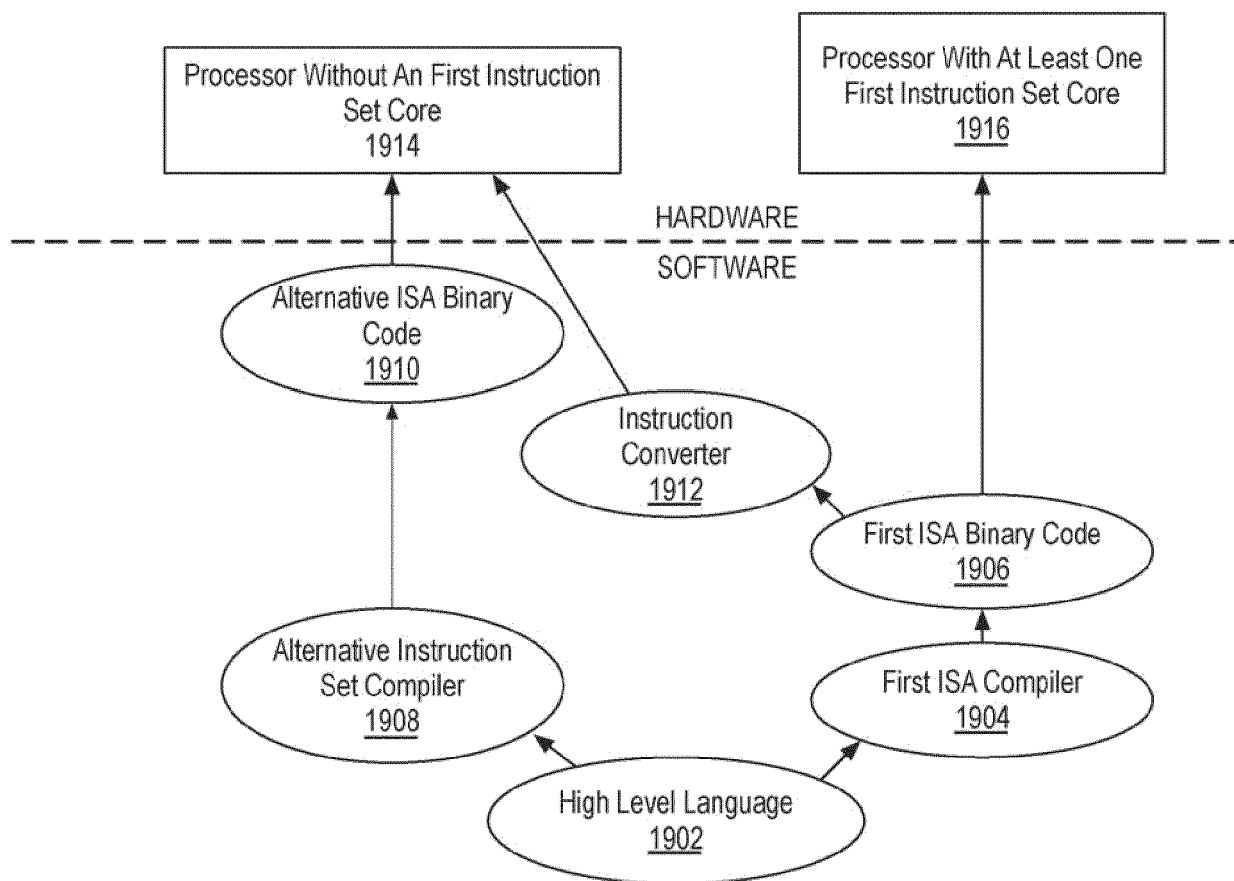 Processor Without An First Instruction
Set Core
1914
Processor With At Least One
First Instruction Set Core
1916
HARDWARE
SOFTWARE
Alternative ISA Binary
Code
1910
Instruction
Converter
1912
First ISA Binary Code
1906
Alternative Instruction
Set Compiler
1908
First ISA Compiler
1904
High Level Language
1902